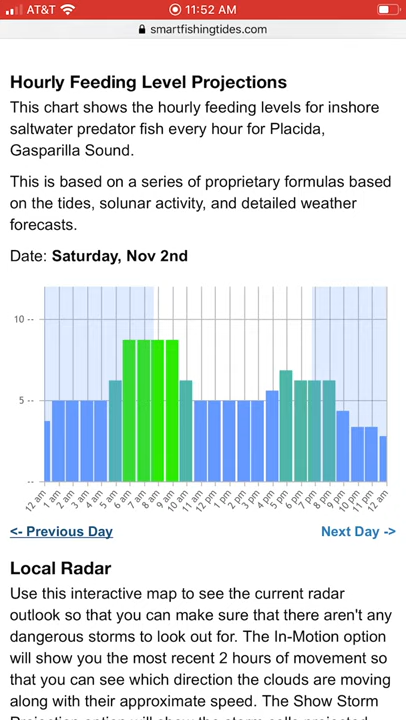 AT&T 11:52 AM
smartfishingtides.com
Hourly Feeding Level Projections
This chart shows the hourly feeding levels for inshore
saltwater predator fish every hour for Placida,
Gasparilla Sound.
This is based on a series of proprietary formulas based
on the tides, solunar activity, and detailed weather
forecasts.
Date: Saturday, Nov 2nd
10 --
5 --
--
12 am 1 am 2 am 3 am 4 am 5 am 6 am 7 am 8 am 9 am 10 am 11 am 12 pm 1 pm 2 pm 3 pm 4 pm 5 pm 6 pm 7 pm 8 pm 9 pm 10 pm 11 pm 12 am
<- Previous Day Next Day ->
Local Radar
Use this interactive map to see the current radar
outlook so that you can make sure that there aren't any
dangerous storms to look out for. The In-Motion option
will show you the most recent 2 hours of movement so
that you can see which direction the clouds are moving
along with their approximate speed. The Show Storm
Projection option will show the storm cells projected